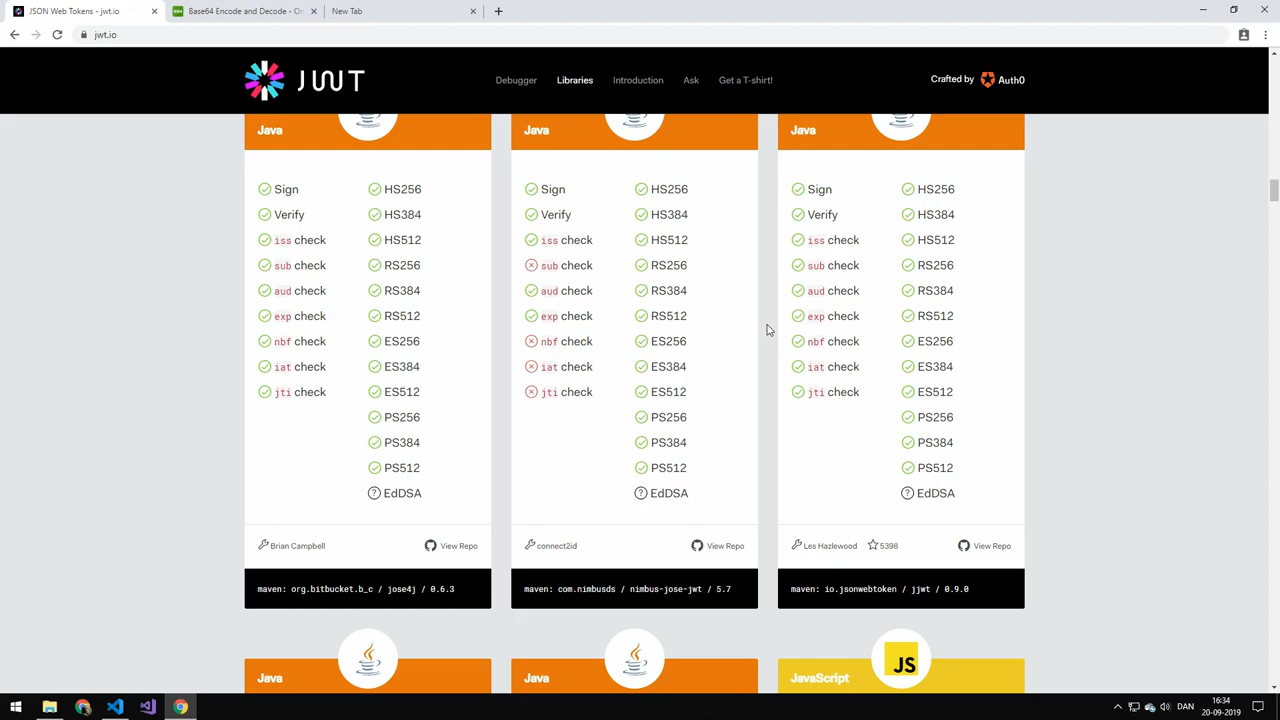 JSON Web Tokens - jwt.io
Base64 Encode and Decode - On
New Tab
jwt.io
JWT
Debugger
Libraries
Introduction
Ask
Get a T-shirt!
Crafted by Auth0
Java
Sign
Verify
iss check
sub check
aud check
exp check
nbf check
iat check
jti check
HS256
HS384
HS512
RS256
RS384
RS512
ES256
ES384
ES512
PS256
PS384
PS512
EdDSA
Brian Campbell
View Repo
maven: org.bitbucket.b_c / jose4j / 0.6.3
Java
Sign
Verify
iss check
sub check
aud check
exp check
nbf check
iat check
jti check
HS256
HS384
HS512
RS256
RS384
RS512
ES256
ES384
ES512
PS256
PS384
PS512
EdDSA
connect2id
View Repo
maven: com.nimbusds / nimbus-jose-jwt / 5.7
Java
Sign
Verify
iss check
sub check
aud check
exp check
nbf check
iat check
jti check
HS256
HS384
HS512
RS256
RS384
RS512
ES256
ES384
ES512
PS256
PS384
PS512
EdDSA
Les Hazlewood
5398
View Repo
maven: io.jsonwebtoken / jjwt / 0.9.0
Java
Java
JS
JavaScript
DAN
16:34
20-09-2019